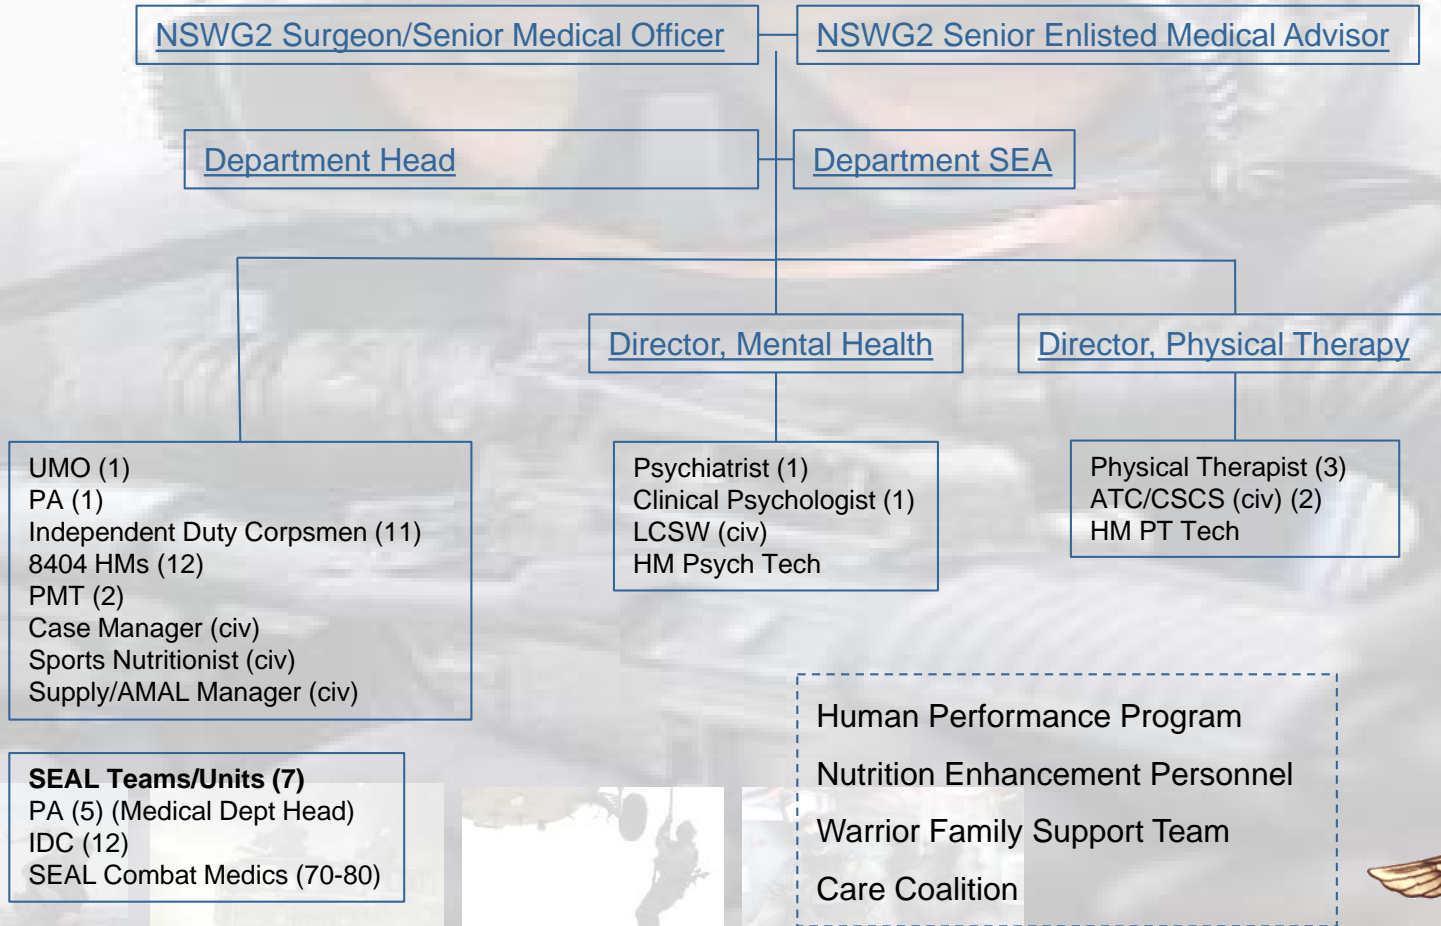 NSWG2 Surgeon/Senior Medical Officer
NSWG2 Senior Enlisted Medical Advisor
Department Head
Department SEA
Director, Mental Health
Director, Physical Therapy
UMO (1)
PA (1)
Independent Duty Corpsmen (11)
8404 HMs (12)
PMT (2)
Case Manager (civ)
Sports Nutritionist (civ)
Supply/AMAL Manager (civ)
Psychiatrist (1)
Clinical Psychologist (1)
LCSW (civ)
HM Psych Tech
Physical Therapist (3)
ATC/CSCS (civ) (2)
HM PT Tech
SEAL Teams/Units (7)
PA (5) (Medical Dept Head)
IDC (12)
SEAL Combat Medics (70-80)
Human Performance Program
Nutrition Enhancement Personnel
Warrior Family Support Team
Care Coalition